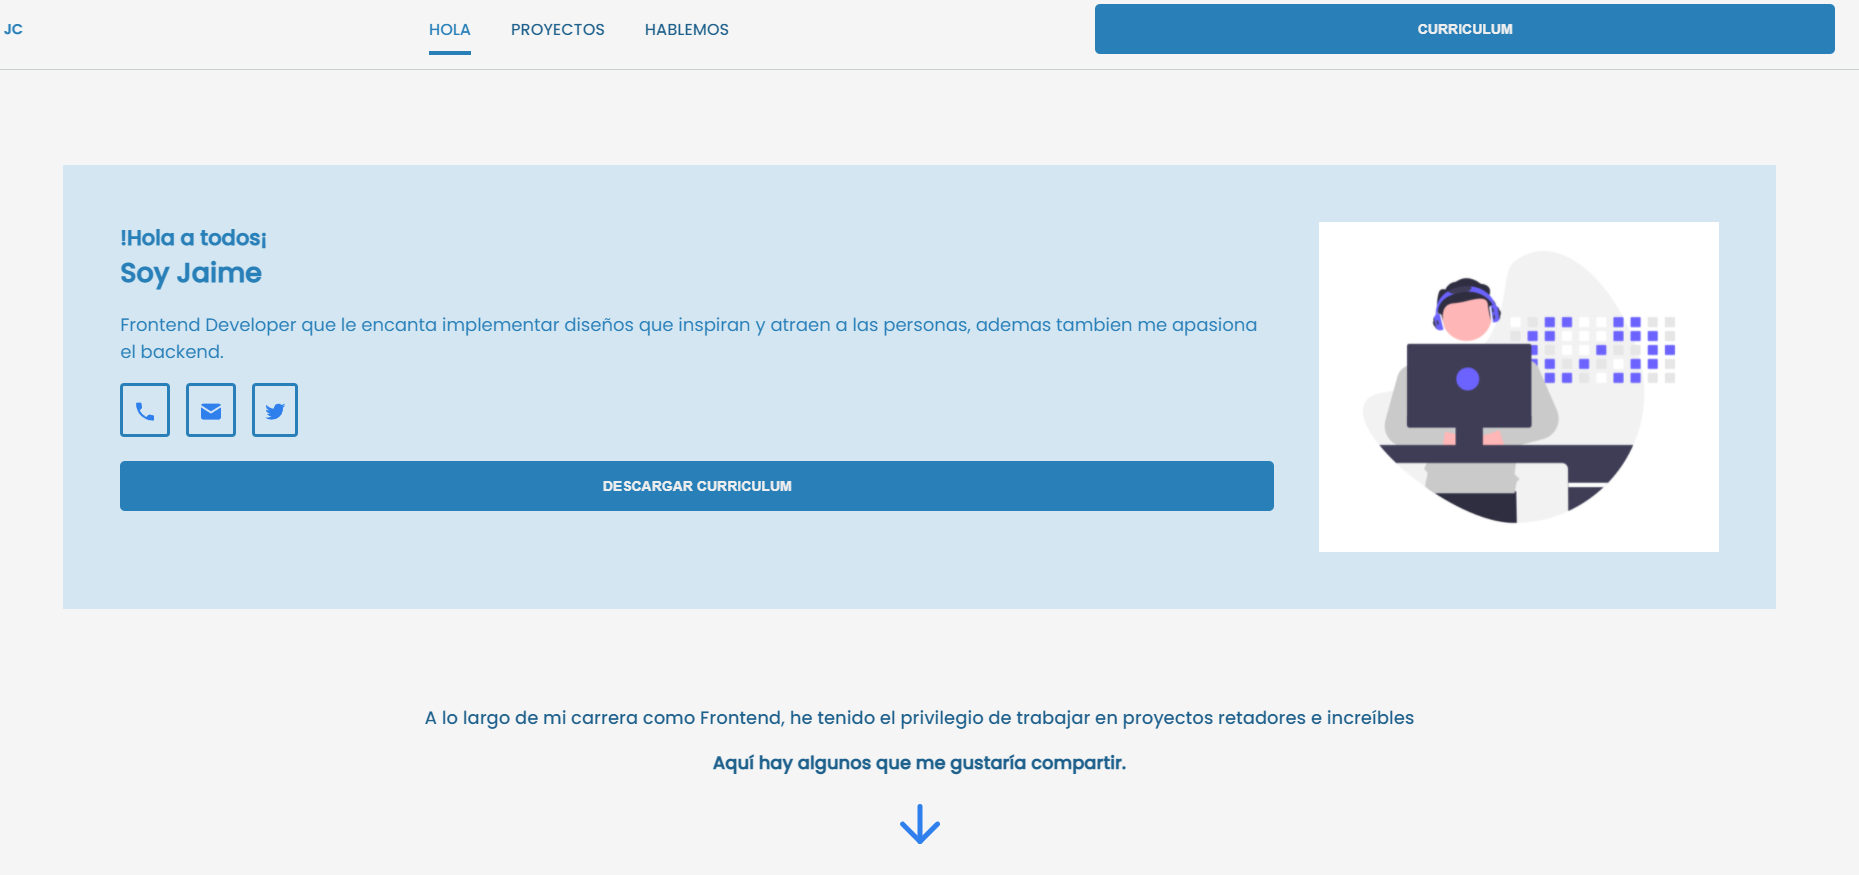 JC
HOLA
PROYECTOS
HABLEMOS
CURRICULUM
!Hola a todos¡
Soy Jaime
Frontend Developer que le encanta implementar diseños que inspiran y atraen a las personas, ademas tambien me apasiona
el backend.
DESCARGAR CURRICULUM
A lo largo de mi carrera como Frontend, he tenido el privilegio de trabajar en proyectos retadores e increíbles
Aquí hay algunos que me gustaría compartir.